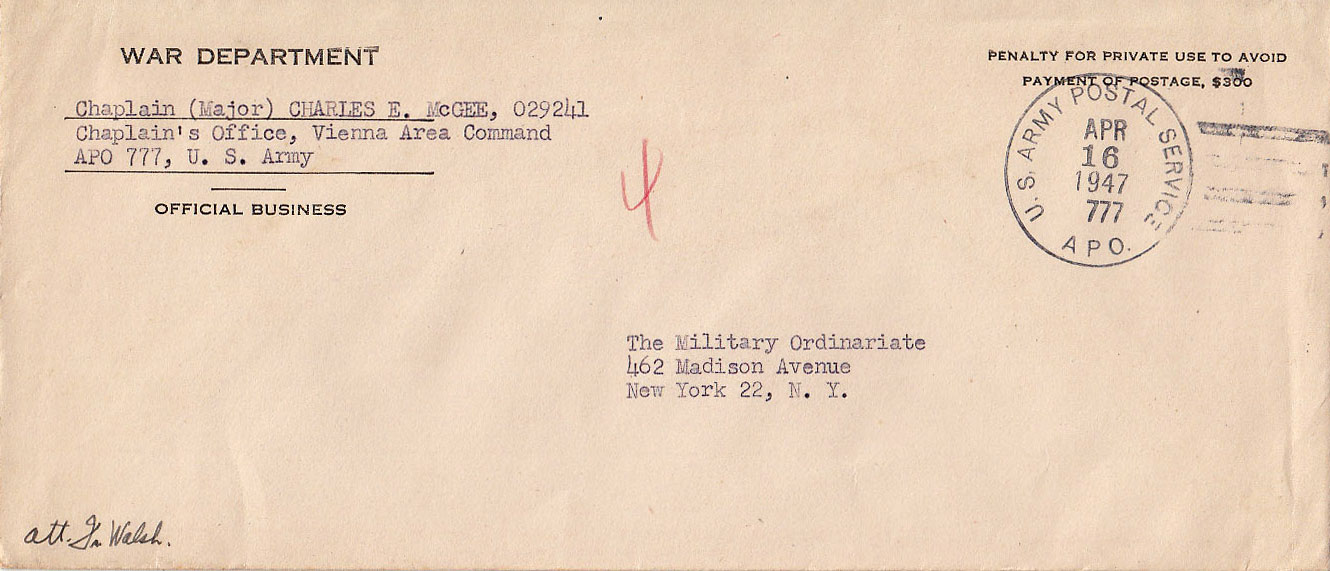 WAR DEPARTMENT
PENALTY FOR PRIVATE USE TO AVOID
PAYMENT OF POSTAGE, $300
Chaplain (Major) CHARLES E. McGEE, O29241
Chaplain's Office, Vienna Area Command
APO 777, U. S. Army
OFFICIAL BUSINESS
4
U. S. ARMY POSTAL SERVICE
APR
16
1947
777
A P O.
The Military Ordinariate
462 Madison Avenue
New York 22, N. Y.
att. Fr. Walsh.